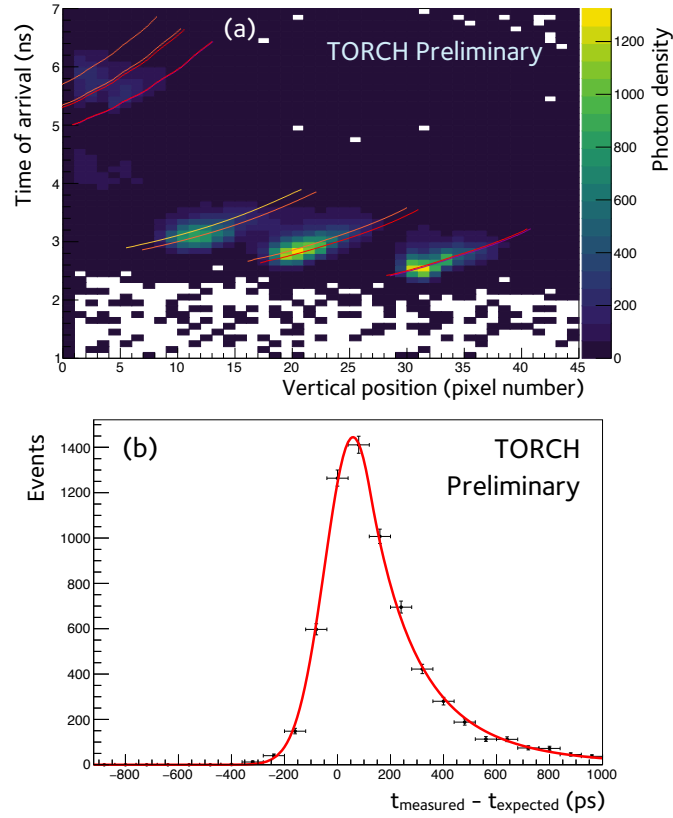 7
6
5
4
3
2
1
Time of arrival (ns)
(a)
TORCH Preliminary
0 5 10 15 20 25 30 35 40 45
Vertical position (pixel number)
1200
1000
800
600
400
200
0
Photon density
(b)
TORCH
Preliminary
Events
1400
1200
1000
800
600
400
200
0
−800 −600 −400 −200 0 200 400 600 800 1000
tmeasured – texpected (ps)